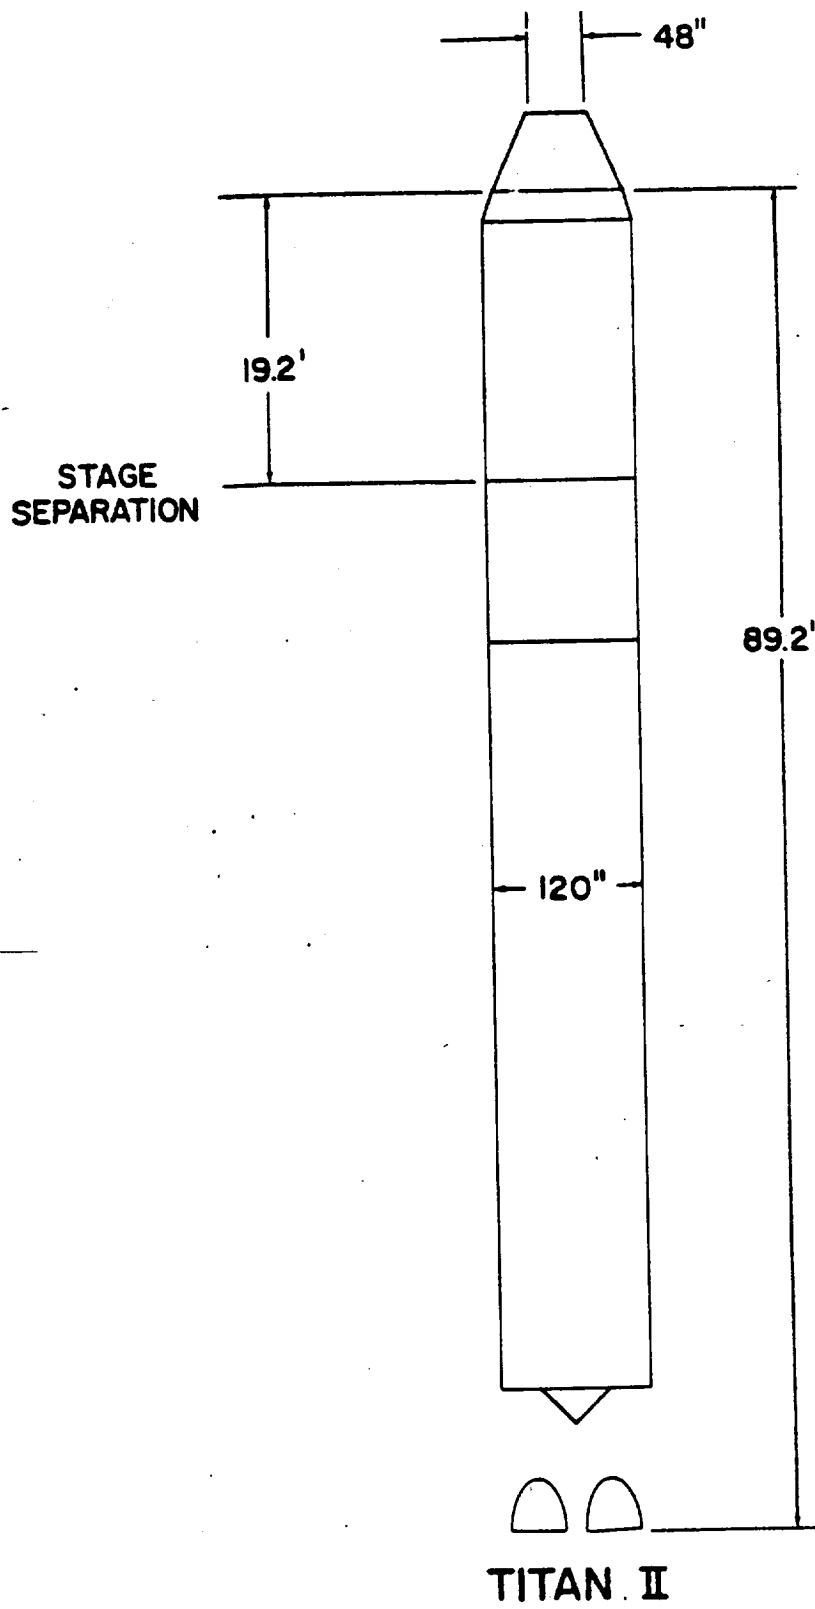 48"
19.2'
STAGE
SEPARATION
89.2'
120"
TITAN II